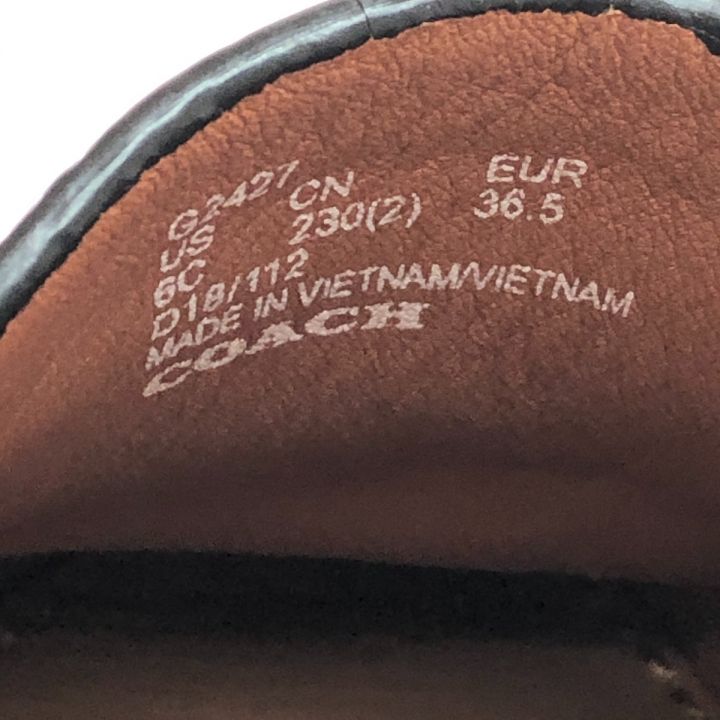 G2427
US CN EUR
6C 230(2) 36.5
D18/112
MADE IN VIETNAM/VIETNAM
COACH